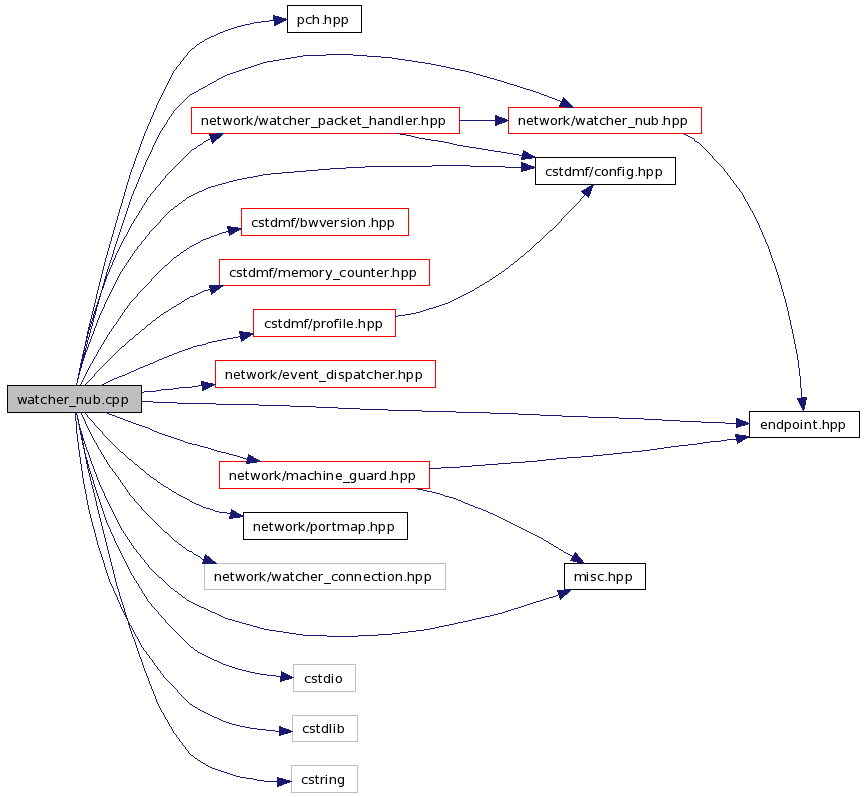 pch.hpp
network/watcher_packet_handler.hpp
network/watcher_nub.hpp
cstdmf/config.hpp
cstdmf/bwversion.hpp
cstdmf/memory_counter.hpp
cstdmf/profile.hpp
network/event_dispatcher.hpp
watcher_nub.cpp
endpoint.hpp
network/machine_guard.hpp
network/portmap.hpp
network/watcher_connection.hpp
misc.hpp
cstdio
cstdlib
cstring